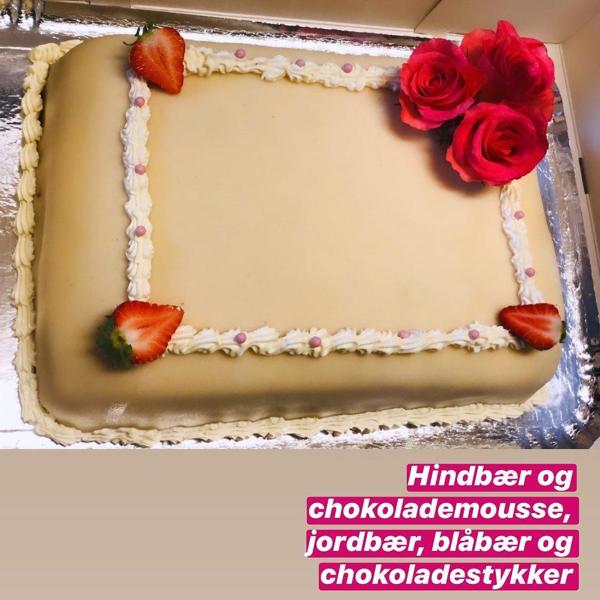 Hindbær og
chokolademousse,
jordbær, blåbær og
chokoladestykker